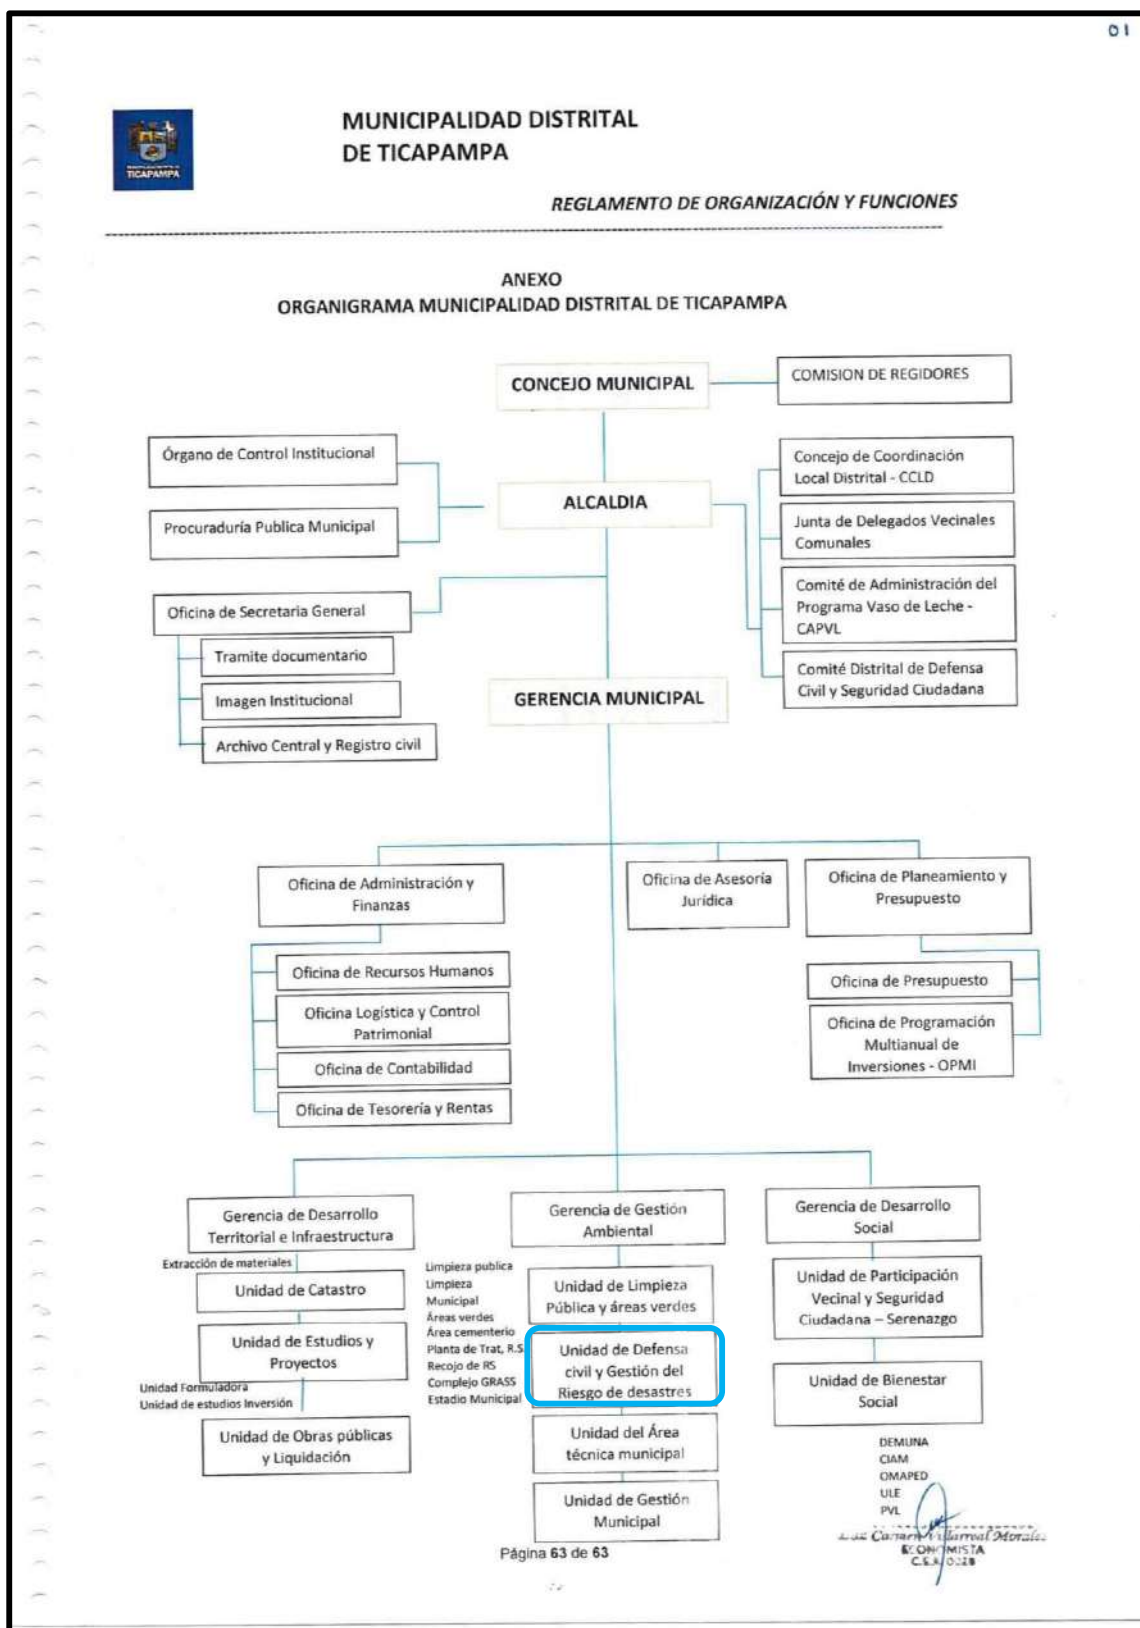 01
MUNICIPALIDAD DISTRITAL
DE TICAPAMPA
TICAPAMPA
REGLAMENTO DE ORGANIZACIÓN Y FUNCIONES
ANEXO
ORGANIGRAMA MUNICIPALIDAD DISTRITAL DE TICAPAMPA
CONCEJO MUNICIPAL
COMISION DE REGIDORES
Órgano de Control Institucional
Procuraduría Publica Municipal
ALCALDIA
Concejo de Coordinación
Local Distrital - CCLD
Junta de Delegados Vecinales
Comunales
Comité de Administración del
Programa Vaso de Leche -
CAPVL
Comité Distrital de Defensa
Civil y Seguridad Ciudadana
Oficina de Secretaria General
Tramite documentario
Imagen Institucional
Archivo Central y Registro civil
GERENCIA MUNICIPAL
Oficina de Administración y
Finanzas
Oficina de Asesoría
Jurídica
Oficina de Planeamiento y
Presupuesto
Oficina de Recursos Humanos
Oficina Logística y Control
Patrimonial
Oficina de Contabilidad
Oficina de Tesorería y Rentas
Oficina de Presupuesto
Oficina de Programación
Multianual de
Inversiones - OPMI
Gerencia de Desarrollo
Territorial e Infraestructura
Extracción de materiales
Unidad de Catastro
Unidad de Estudios y
Proyectos
Unidad Formuladora
Unidad de estudios Inversión
Unidad de Obras públicas
y Liquidación
Gerencia de Gestión
Ambiental
Limpieza publica
Limpieza
Municipal
Áreas verdes
Área cementerio
Planta de Trat, R.S.
Recojo de RS
Complejo GRASS
Estadio Municipal
Unidad de Limpieza
Pública y áreas verdes
Unidad de Defensa
civil y Gestión del
Riesgo de desastres
Unidad del Área
técnica municipal
Unidad de Gestión
Municipal
Gerencia de Desarrollo
Social
Unidad de Participación
Vecinal y Seguridad
Ciudadana – Serenazgo
Unidad de Bienestar
Social
DEMUNA
CIAM
OMAPED
ULE
PVL
Carmen Villarreal Morales
ECONOMISTA
Página 63 de 63